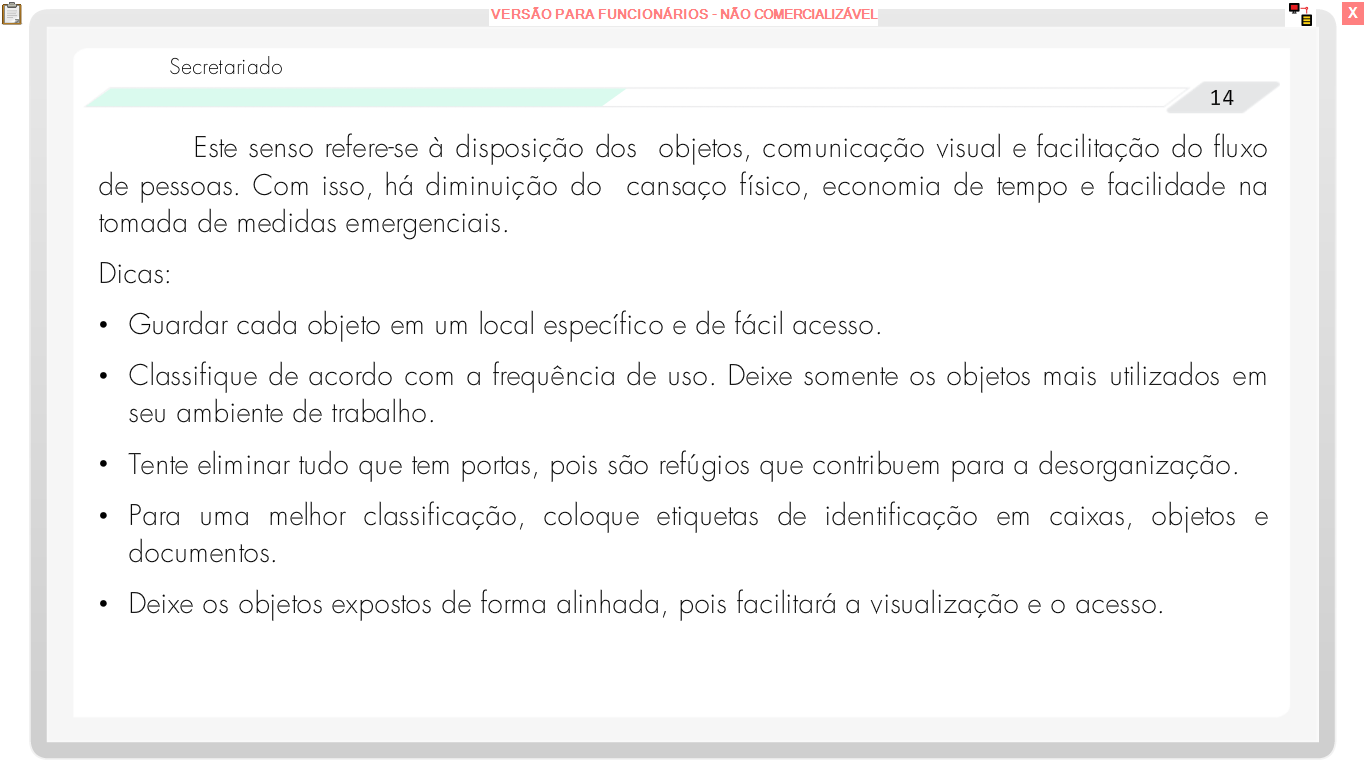 VERSÃO PARA FUNCIONÁRIOS - NÃO COMERCIALIZÁVEL
X
Secretariado
14
Este senso refere-se à disposição dos objetos, comunicação visual e facilitação do fluxo
de pessoas. Com isso, há diminuição do cansaço físico, economia de tempo e facilidade na
tomada de medidas emergenciais.
Dicas:
• Guardar cada objeto em um local específico e de fácil acesso.
• Classifique de acordo com a frequência de uso. Deixe somente os objetos mais utilizados em
seu ambiente de trabalho.
• Tente eliminar tudo que tem portas, pois são refúgios que contribuem para a desorganização.
• Para uma melhor classificação, coloque etiquetas de identificação em caixas, objetos e
documentos.
• Deixe os objetos expostos de forma alinhada, pois facilitará a visualização e o acesso.